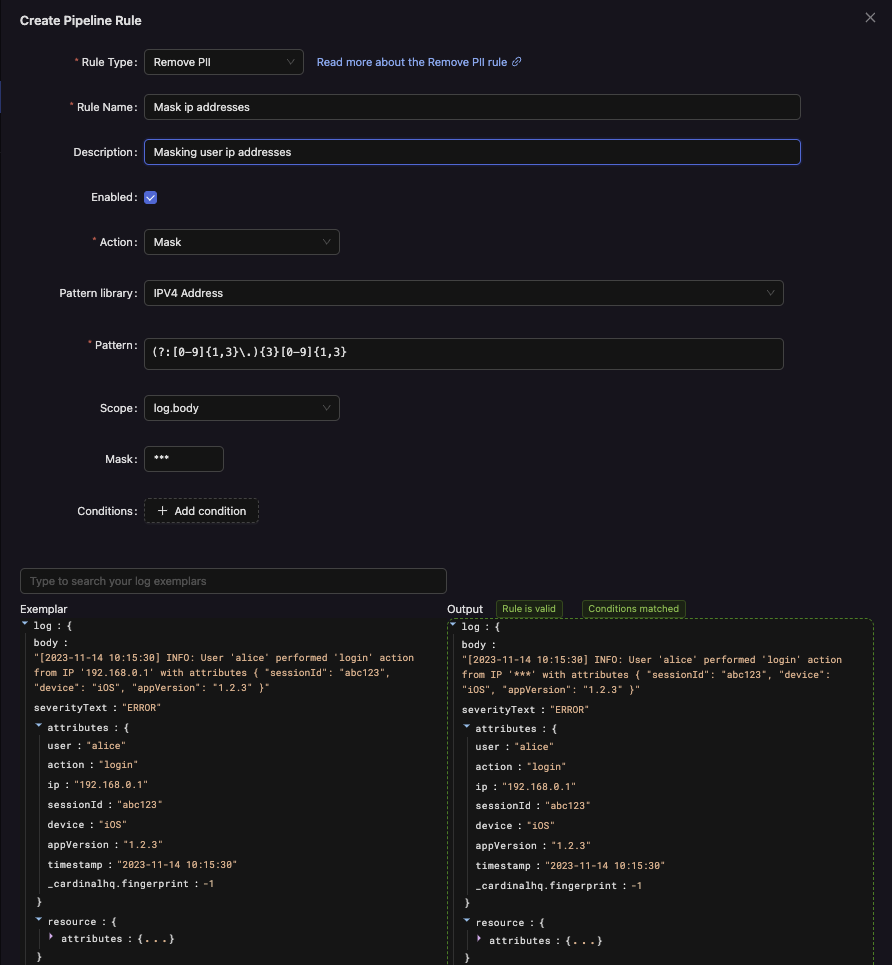 Create Pipeline Rule
* Rule Type: Remove PII Read more about the Remove PII rule
* Rule Name: Mask ip addresses
Description: Masking user ip addresses
Enabled:
* Action: Mask
Pattern library: IPV4 Address
* Pattern: (?:[0-9]{1,3}\.){3}[0-9]{1,3}
Scope: log.body
Mask: ***
Conditions: + Add condition
Type to search your log exemplars
Exemplar
log : {
body :
"[2023-11-14 10:15:30] INFO: User 'alice' performed 'login' action
from IP '192.168.0.1' with attributes { "sessionId": "abc123",
"device": "iOS", "appVersion": "1.2.3" }"
severityText : "ERROR"
attributes : {
user : "alice"
action : "login"
ip : "192.168.0.1"
sessionId : "abc123"
device : "iOS"
appVersion : "1.2.3"
timestamp : "2023-11-14 10:15:30"
_cardinalhq.fingerprint : -1
}
resource : {
attributes : {...}
}
Output Rule is valid Conditions matched
log : {
body :
"[2023-11-14 10:15:30] INFO: User 'alice' performed 'login' action
from IP '***' with attributes { "sessionId": "abc123", "device":
"iOS", "appVersion": "1.2.3" }"
severityText : "ERROR"
attributes : {
user : "alice"
action : "login"
ip : "192.168.0.1"
sessionId : "abc123"
device : "iOS"
appVersion : "1.2.3"
timestamp : "2023-11-14 10:15:30"
_cardinalhq.fingerprint : -1
}
resource : {
attributes : {...}
}